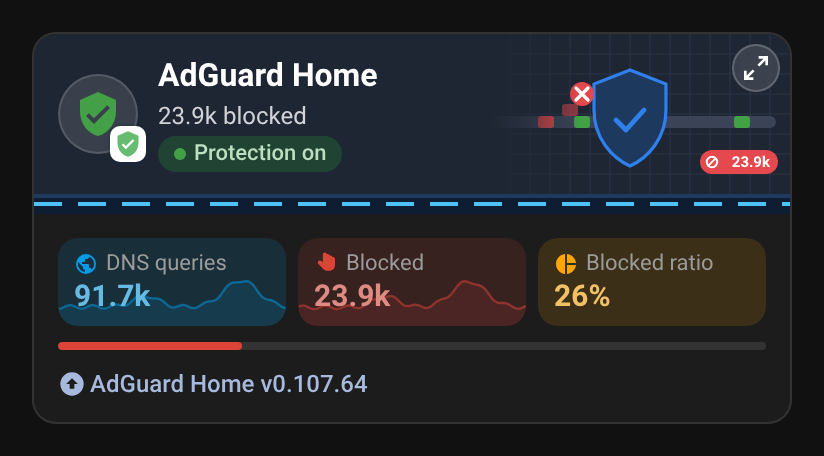 AdGuard Home
23.9k blocked
Protection on
23.9k
DNS queries
91.7k
Blocked
23.9k
Blocked ratio
26%
AdGuard Home v0.107.64